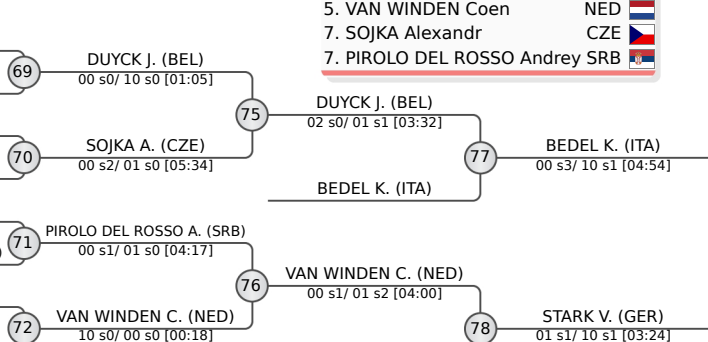 5. VAN WINDEN Coen NED
7. SOJKA Alexandr CZE
7. PIROLO DEL ROSSO Andrey SRB
69
DUYCK J. (BEL)
00 s0/ 10 s0 [01:05]
75
DUYCK J. (BEL)
02 s0/ 01 s1 [03:32]
70
SOJKA A. (CZE)
00 s2/ 01 s0 [05:34]
77
BEDEL K. (ITA)
00 s3/ 10 s1 [04:54]
BEDEL K. (ITA)
71
PIROLO DEL ROSSO A. (SRB)
00 s1/ 01 s0 [04:17]
76
VAN WINDEN C. (NED)
00 s1/ 01 s2 [04:00]
72
VAN WINDEN C. (NED)
10 s0/ 00 s0 [00:18]
78
STARK V. (GER)
01 s1/ 10 s1 [03:24]